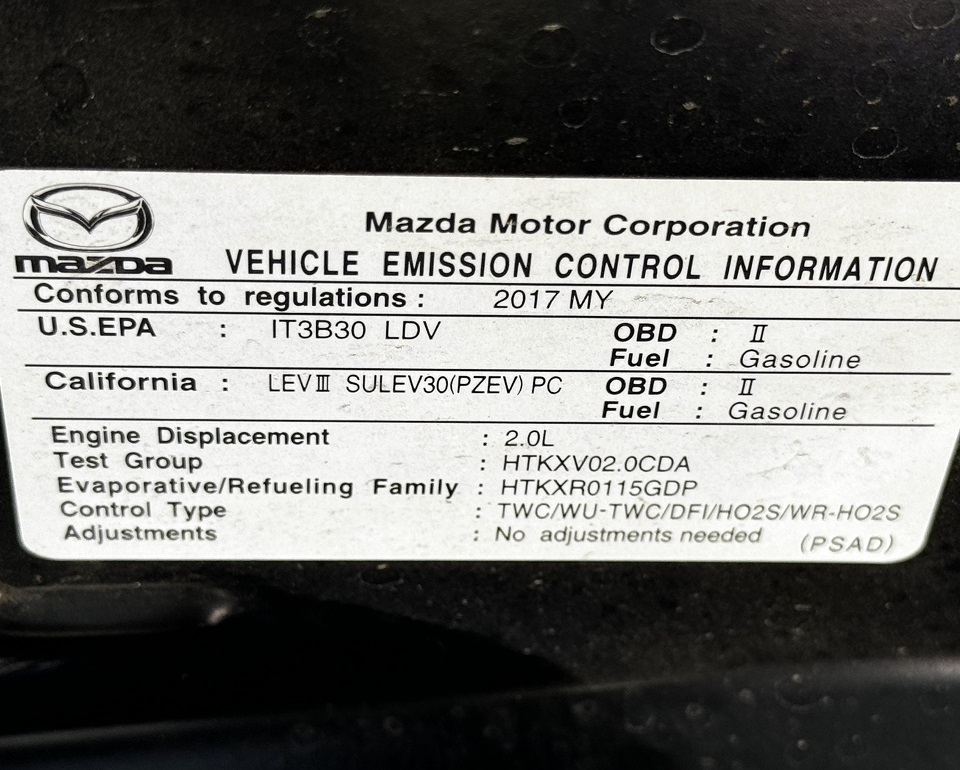 mazda
Mazda Motor Corporation
VEHICLE EMISSION CONTROL INFORMATION
Conforms to regulations : 2017 MY
U.S.EPA : IT3B30 LDV OBD : II
Fuel : Gasoline
California : LEVⅢ SULEV30(PZEV) PC OBD : II
Fuel : Gasoline
Engine Displacement : 2.0L
Test Group : HTKXV02.0CDA
Evaporative/Refueling Family : HTKXR0115GDP
Control Type : TWC/WU-TWC/DFI/HO2S/WR-HO2S
Adjustments : No adjustments needed (PSAD)